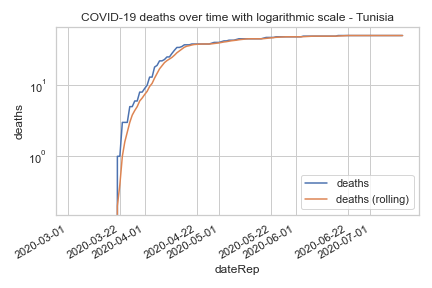 COVID-19 deaths over time with logarithmic scale - Tunisia
deaths
10¹
10⁰
deaths
deaths (rolling)
2020-03-01
2020-03-22
2020-04-01
2020-04-22
2020-05-01
2020-05-22
2020-06-01
2020-06-22
2020-07-01
dateRep